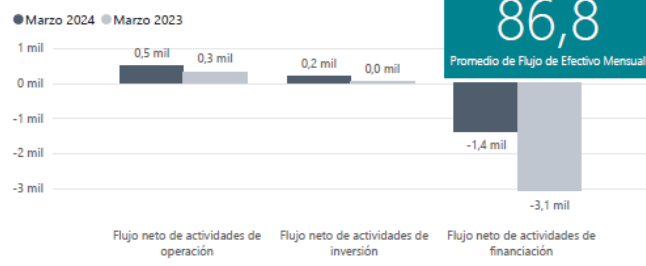 Marzo 2024 Marzo 2023
86,8
Promedio de Flujo de Efectivo Mensual
1 mil
0 mil
-1 mil
-2 mil
-3 mil
0,5 mil
0,3 mil
0,2 mil
0,0 mil
-1,4 mil
-3,1 mil
Flujo neto de actividades de
operación
Flujo neto de actividades de
inversión
Flujo neto de actividades de
financiación